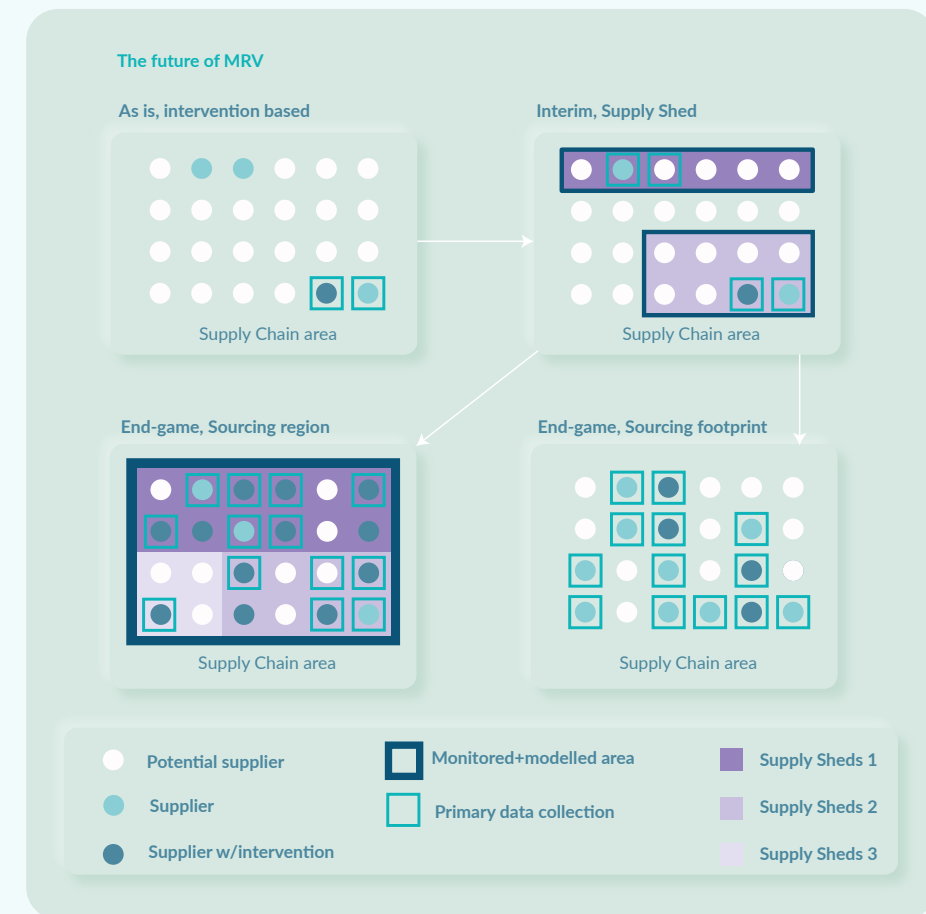 The future of MRV
As is, intervention based
Interim, Supply Shed
Supply Chain area
Supply Chain area
End-game, Sourcing region
End-game, Sourcing footprint
Supply Chain area
Supply Chain area
Potential supplier
Monitored+modelled area
Supply Sheds 1
Supplier
Primary data collection
Supply Sheds 2
Supplier w/intervention
Supply Sheds 3